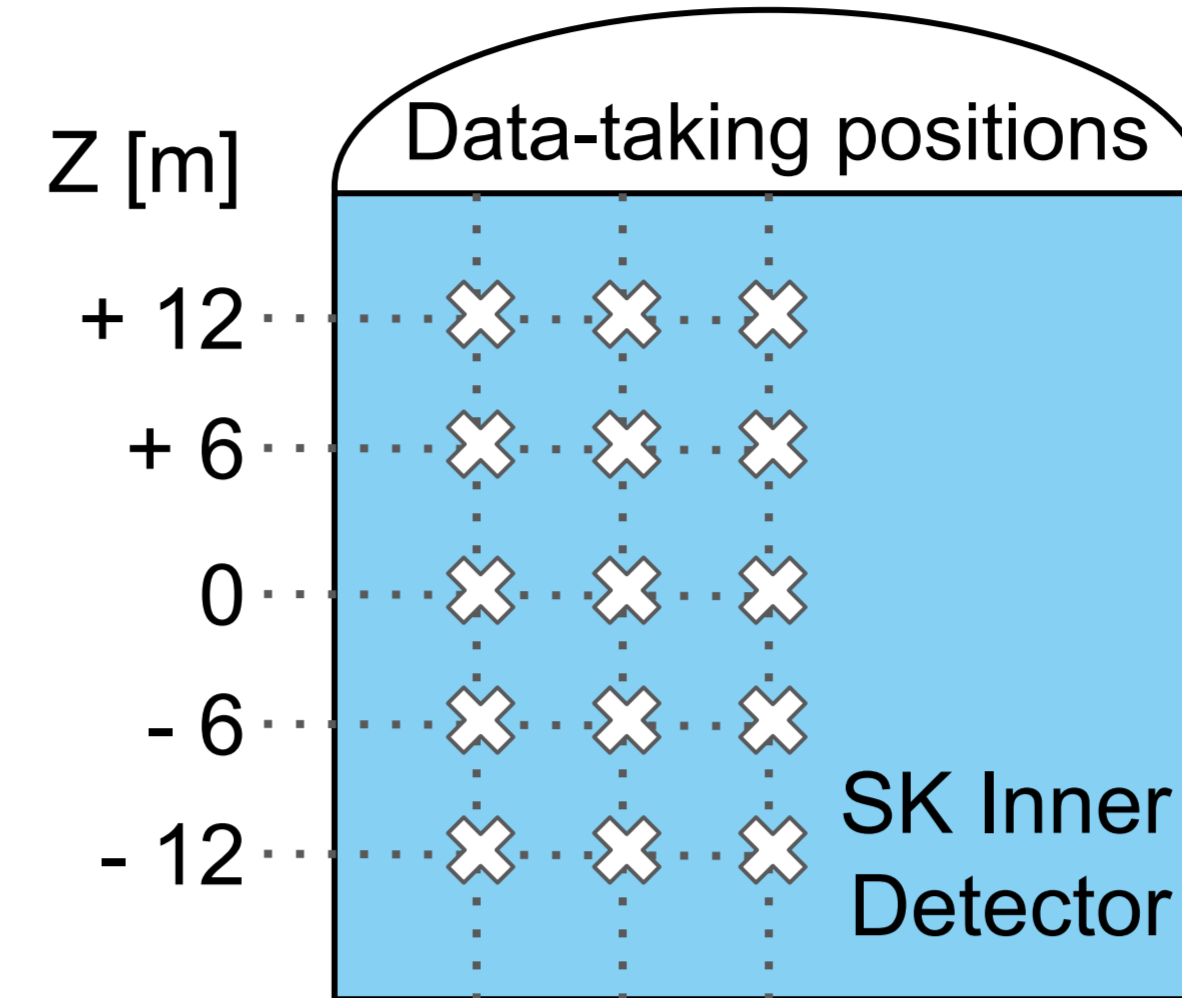 Data-taking positions
Z [m]
+ 12
+ 6
0
- 6
- 12
SK Inner
Detector